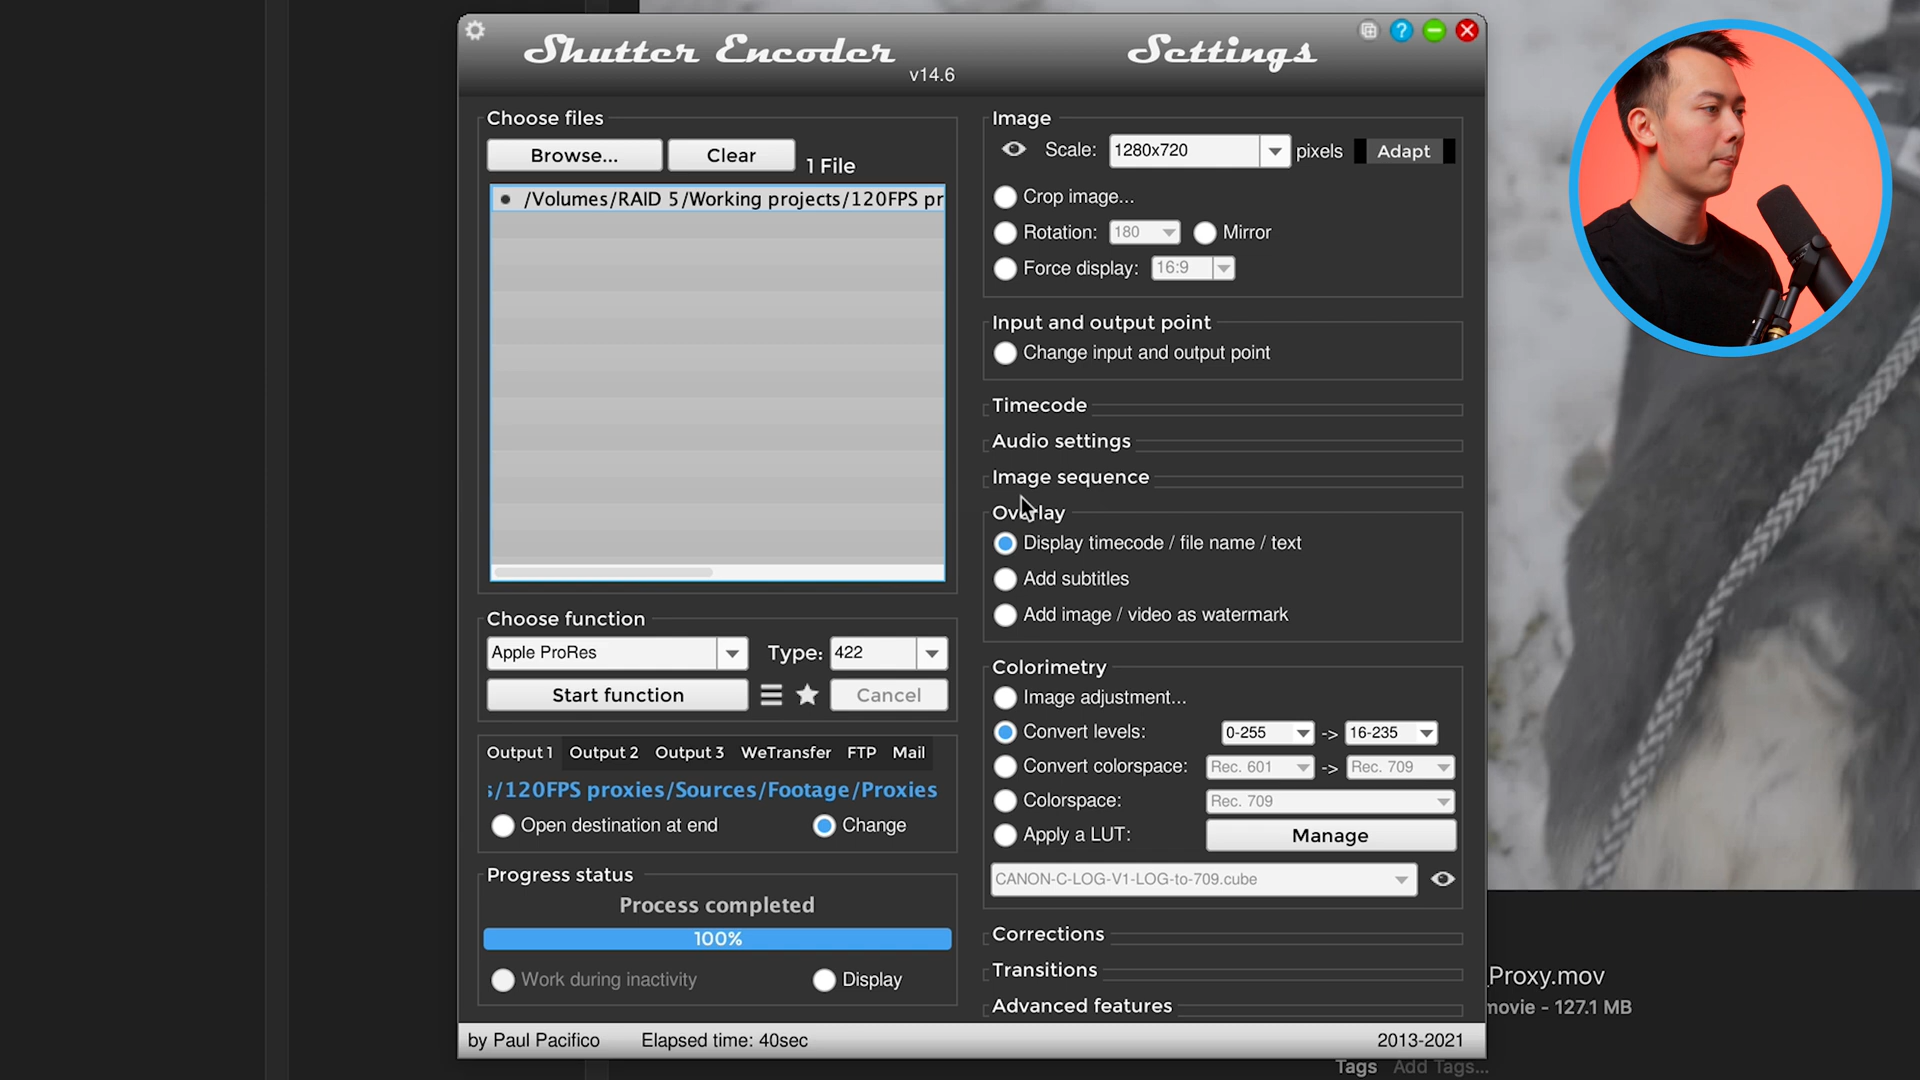 Shutter Encoder
v14.6
Settings
?
Choose files
Browse...
Clear
1 File
/Volumes/RAID 5/Working projects/120FPS pr
Choose function
Apple ProRes
Type:
422
Start function
Cancel
Output 1
Output 2
Output 3
WeTransfer
FTP
Mail
/120FPS proxies/Sources/Footage/Proxies
Open destination at end
Change
Progress status
Process completed
100%
Work during inactivity
Display
Image
Scale:
1280x720
pixels
Adapt
Crop image...
Rotation:
180
Mirror
Force display:
16:9
Input and output point
Change input and output point
Timecode
Audio settings
Image sequence
Overlay
Display timecode / file name / text
Add subtitles
Add image / video as watermark
Colorimetry
Image adjustment...
Convert levels:
0-255
->
16-235
Convert colorspace:
Rec. 601
->
Rec. 709
Colorspace:
Rec. 709
Apply a LUT:
Manage
CANON-C-LOG-V1-LOG-to-709.cube
Corrections
Transitions
Advanced features
by Paul Pacifico
Elapsed time: 40sec
2013-2021
_Proxy.mov
movie - 127.1 MB
Tags
Add Tags...